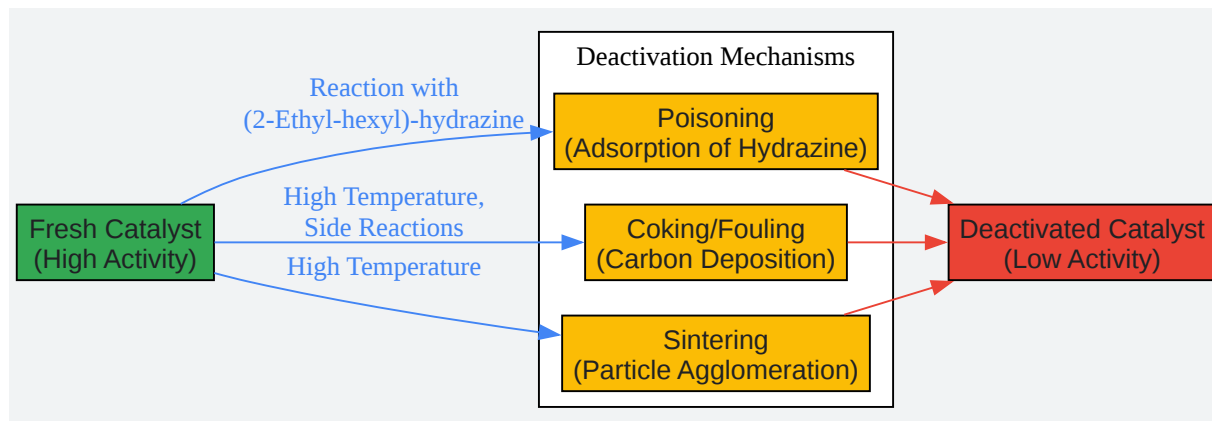 Deactivation Mechanisms
Reaction with
(2-Ethyl-hexyl)-hydrazine
Poisoning
(Adsorption of Hydrazine)
High Temperature,
Side Reactions
Fresh Catalyst
(High Activity)
Coking/Fouling
(Carbon Deposition)
Deactivated Catalyst
(Low Activity)
High Temperature
Sintering
(Particle Agglomeration)